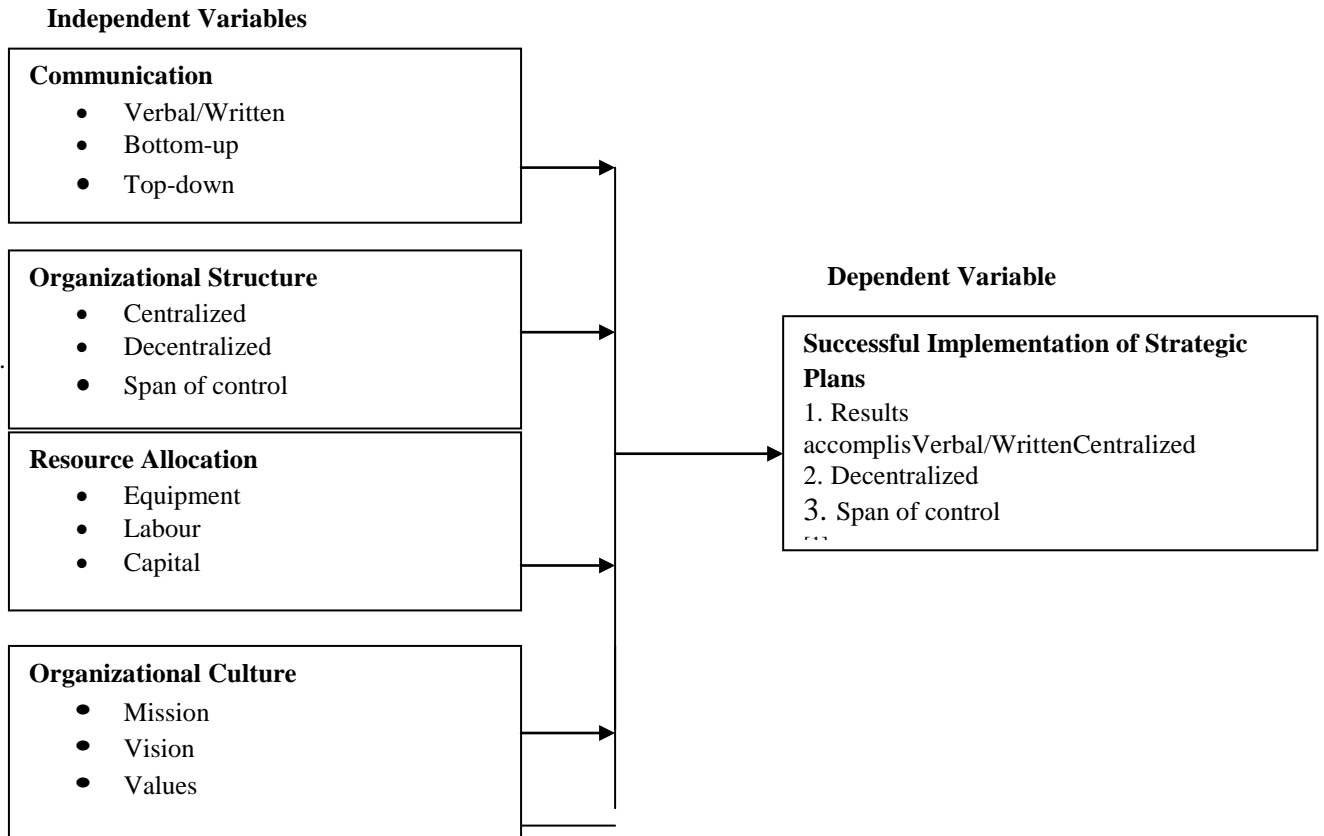 Independent Variables
Communication
• Verbal/Written
• Bottom-up
• Top-down
Organizational Structure
• Centralized
• Decentralized
• Span of control
.
Resource Allocation
• Equipment
• Labour
• Capital
Organizational Culture
• Mission
• Vision
• Values
Dependent Variable
Successful Implementation of Strategic
Plans
1. Results
accomplisVerbal/WrittenCentralized
2. Decentralized
3. Span of control